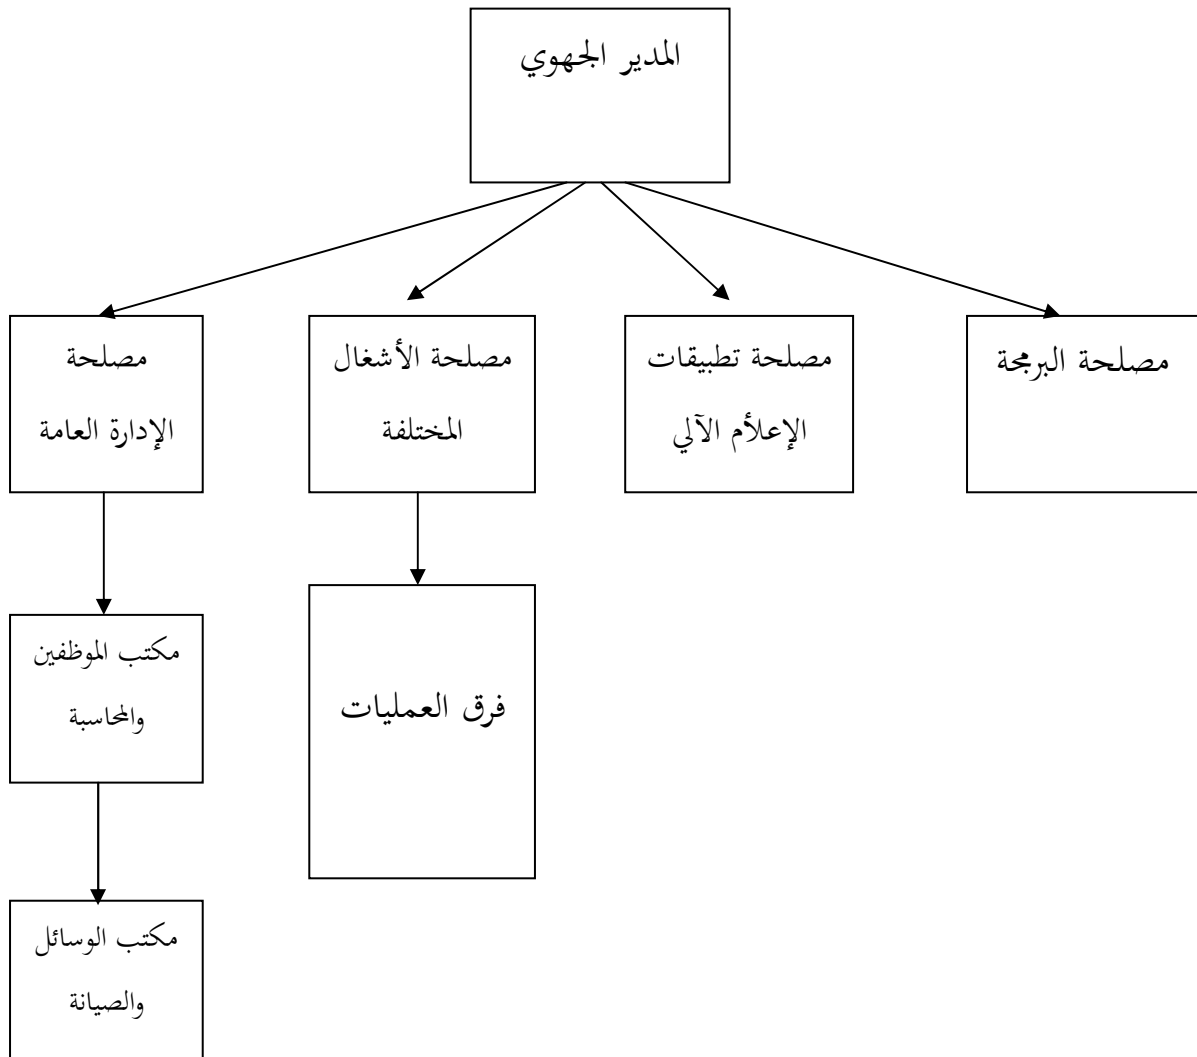 المدير الجهوي
مصلحة البرمجة
مصلحة تطبيقات
الإعلأم الآلي
مصلحة الأشغال
المختلفة
مصلحة
الإدارة العامة
فرق العمليات
مكتب الموظفين
والمحاسبة
مكتب الوسائل
والصيانة